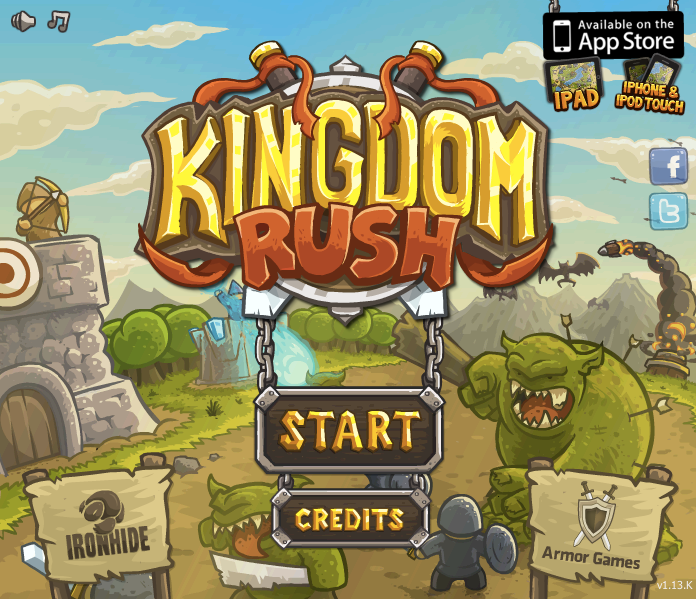 Available on the
App Store
IPAD
IPHONE &
IPOD TOUCH
KINGDOM
RUSH
START
CREDITS
IRONHIDE
Armor Games
v1.13.K